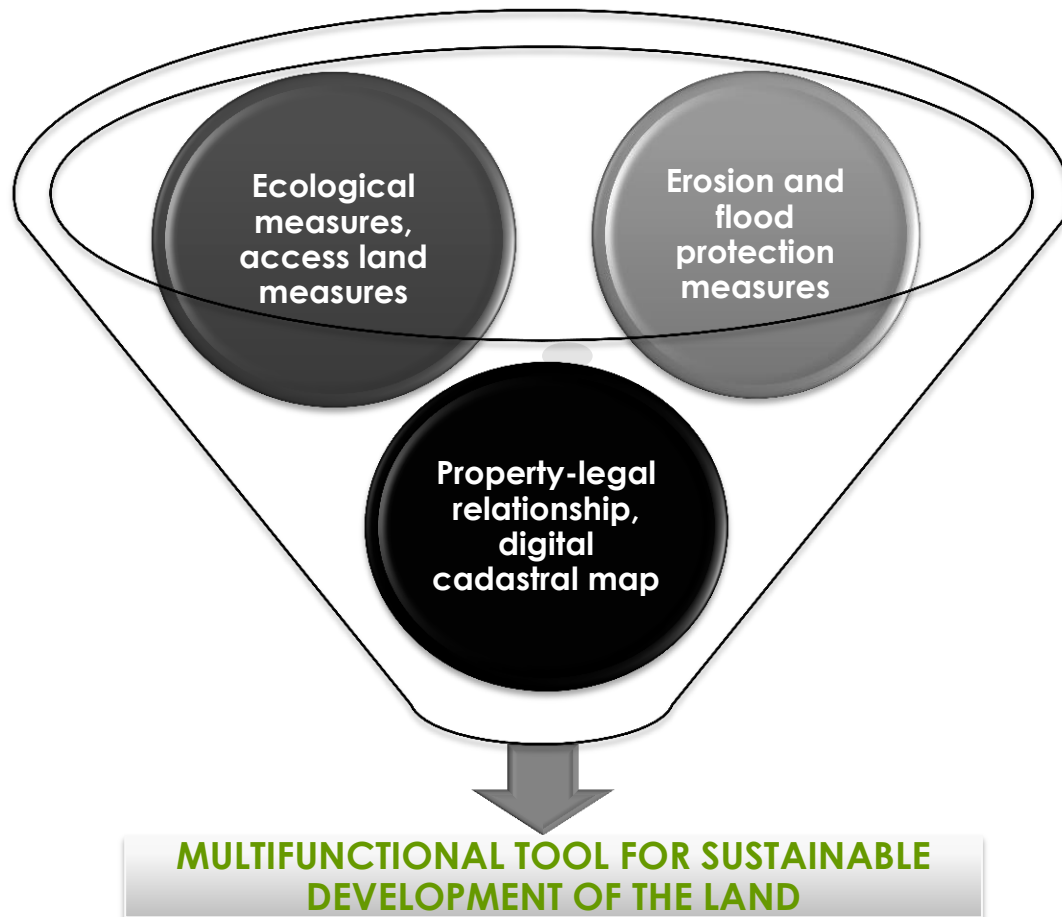 Ecological
measures,
access land
measures
Erosion and
flood
protection
measures
Property-legal
relationship,
digital
cadastral map
MULTIFUNCTIONAL TOOL FOR SUSTAINABLE
DEVELOPMENT OF THE LAND